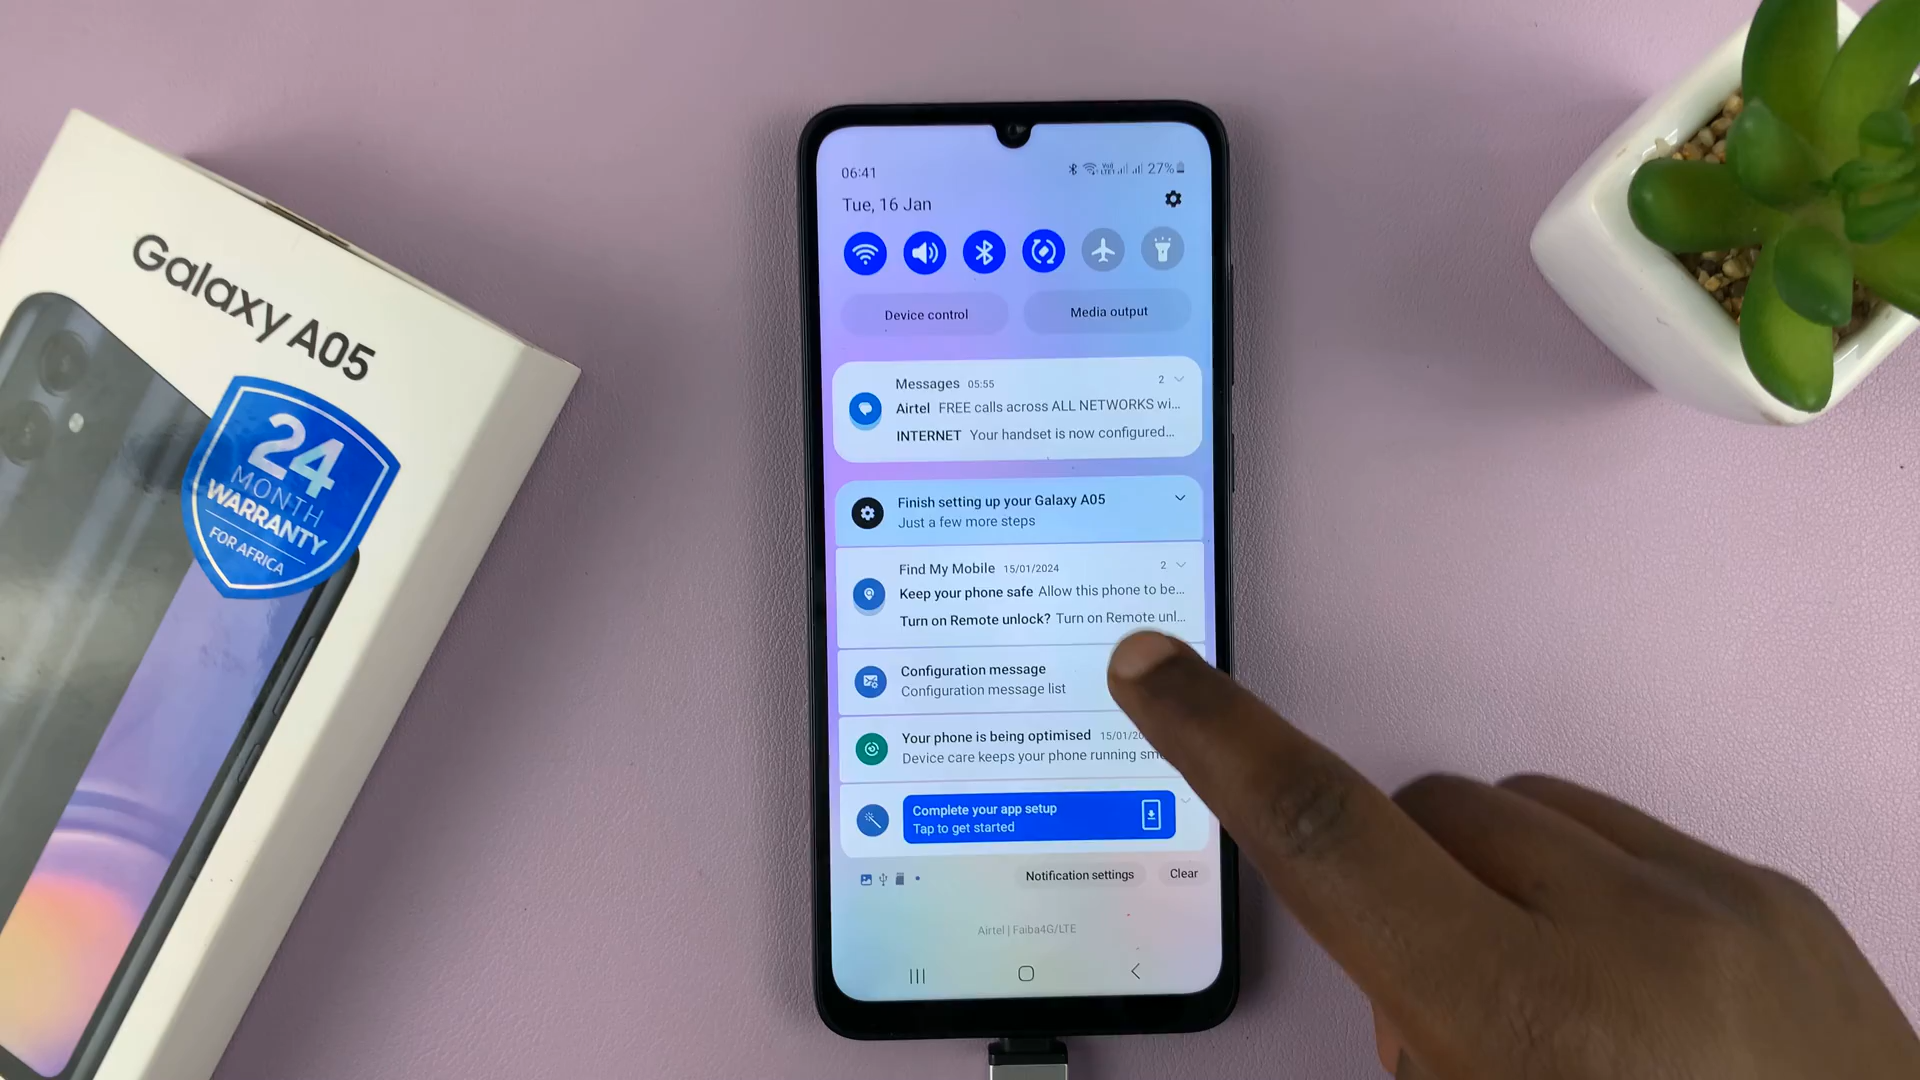 Galaxy A05
24
MONTH
WARRANTY
FOR AFRICA
06:41
27%
Tue, 16 Jan
Device control
Media output
Messages 05:55 2
Airtel FREE calls across ALL NETWORKS wi...
INTERNET Your handset is now configured...
Finish setting up your Galaxy A05
Just a few more steps
Find My Mobile 15/01/2024 2
Keep your phone safe Allow this phone to be...
Turn on Remote unlock? Turn on Remote unl...
Configuration message
Configuration message list
Your phone is being optimised 15/01/20
Device care keeps your phone running sm
Complete your app setup
Tap to get started
Notification settings
Clear
Airtel | Faiba4G/LTE